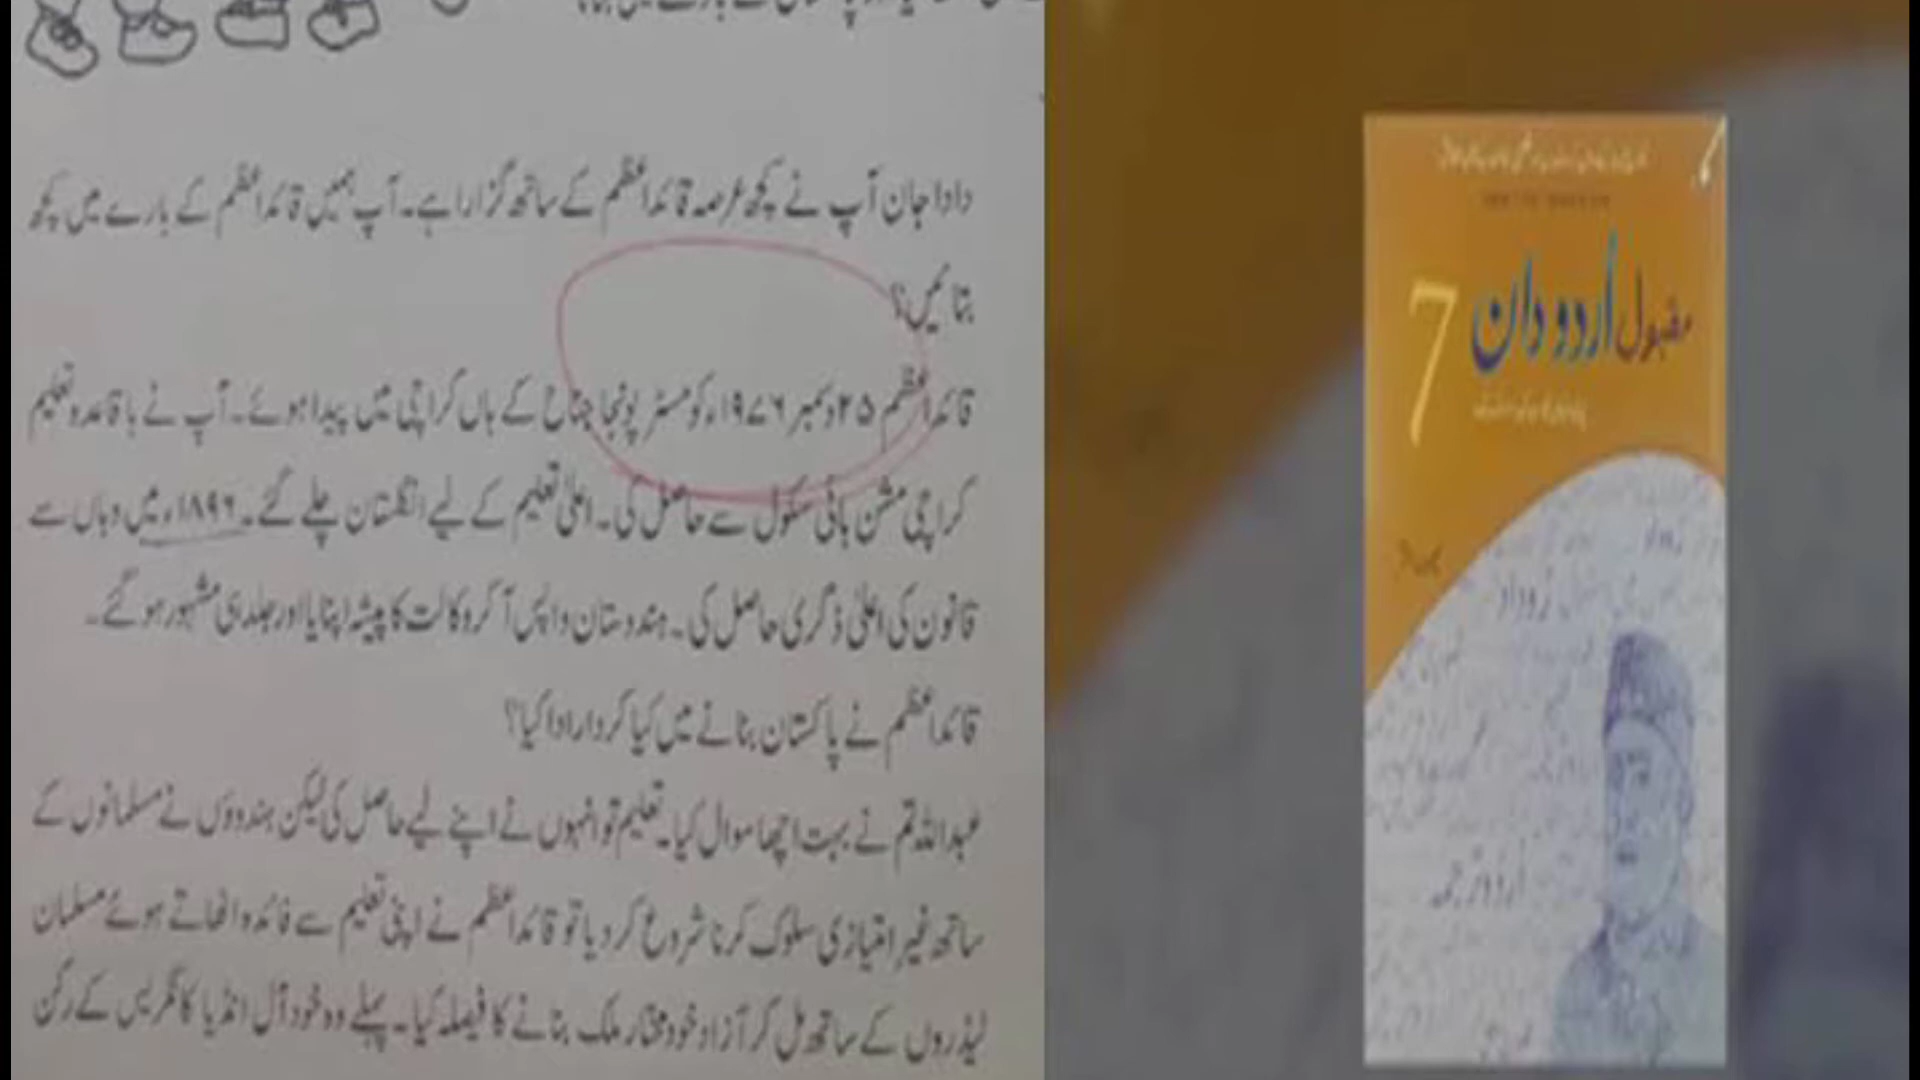 دادا جان آپ نے کچھ عرصہ قائداعظم کے ساتھ گزارا ہے۔ آپ ہمیں قائداعظم کے بارے میں کچھ
بتائیں؟
قائداعظم ۲۵ دسمبر ۱۹۷۶ء کو مسٹر پونجا جناح کے ہاں کراچی میں پیدا ہوئے۔ آپ نے باقاعدہ تعلیم
کراچی مشن ہائی سکول سے حاصل کی۔ اعلیٰ تعلیم کے لیے انگلستان چلے گئے۔ ۱۸۹۶ء میں وہاں سے
قانون کی اعلیٰ ڈگری حاصل کی۔ ہندوستان واپس آ کر وکالت کا پیشہ اپنایا اور جلد ہی مشہور ہو گئے۔
قائداعظم نے پاکستان بنانے میں کیا کردار ادا کیا؟
عبداللہ تم نے بہت اچھا سوال کیا۔ تعلیم تو انہوں نے اپنے لیے حاصل کی لیکن ہندوؤں نے مسلمانوں کے
ساتھ غیر امتیازی سلوک کرنا شروع کر دیا تو قائداعظم نے اپنی تعلیم سے فائدہ اٹھاتے ہوئے مسلمان
لیڈروں کے ساتھ مل کر آزاد خودمختار ملک بنانے کا فیصلہ کیا۔ پہلے وہ خود آل انڈیا کانگریس کے رکن
مقبول اُردو دان 7
رُوداد
اُردو ترجمہ